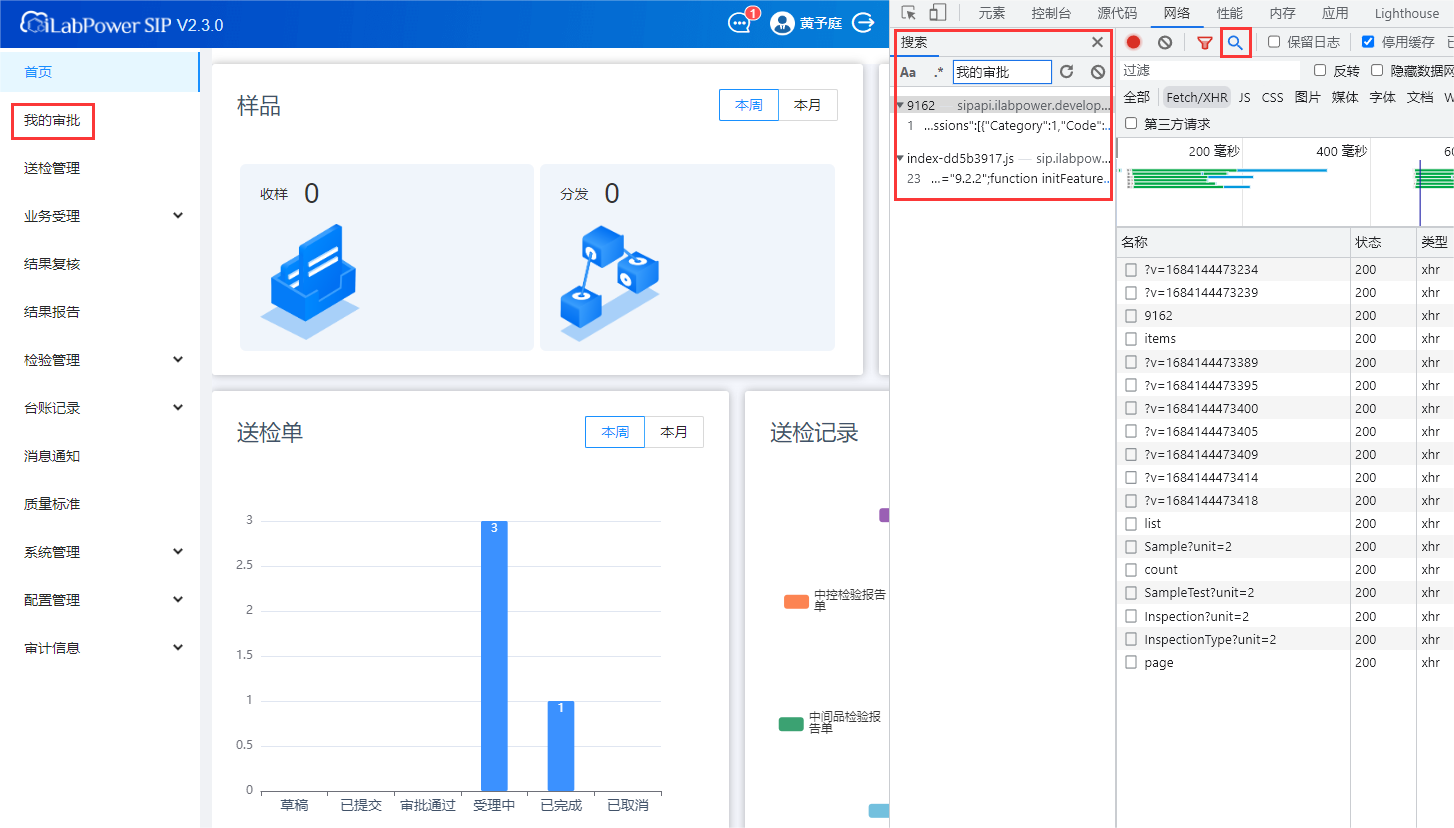 iLabPower SIP V2.3.0
1
黄予庭
首页
我的审批
送检管理
业务受理
结果复核
结果报告
检验管理
台账记录
消息通知
质量标准
系统管理
配置管理
审计信息
样品
本周
本月
收样 0
分发 0
送检单
本周
本月
3
2.5
2
1.5
1
0.5
0
3
1
草稿
已提交
审批通过
受理中
已完成
已取消
送检记录
中控检验报告
单
中间品检验报
告单
元素
控制台
源代码
网络
性能
内存
应用
Lighthouse
搜索
Aa
.*
我的审批
9162 — sipapi.ilabpower.develop...
1 ...ssions":[{"Category":1,"Code":...
index-dd5b3917.js — sip.ilabpow...
23 ...="9.2.2";function initFeature...
保留日志
停用缓存
过滤
反转
隐藏数据网
全部
Fetch/XHR
JS
CSS
图片
媒体
字体
文档
第三方请求
200 毫秒
400 毫秒
名称 状态 类型
?v=1684144473234 200 xhr
?v=1684144473239 200 xhr
9162 200 xhr
items 200 xhr
?v=1684144473389 200 xhr
?v=1684144473395 200 xhr
?v=1684144473400 200 xhr
?v=1684144473405 200 xhr
?v=1684144473409 200 xhr
?v=1684144473414 200 xhr
?v=1684144473418 200 xhr
list 200 xhr
Sample?unit=2 200 xhr
count 200 xhr
SampleTest?unit=2 200 xhr
Inspection?unit=2 200 xhr
InspectionType?unit=2 200 xhr
page 200 xhr